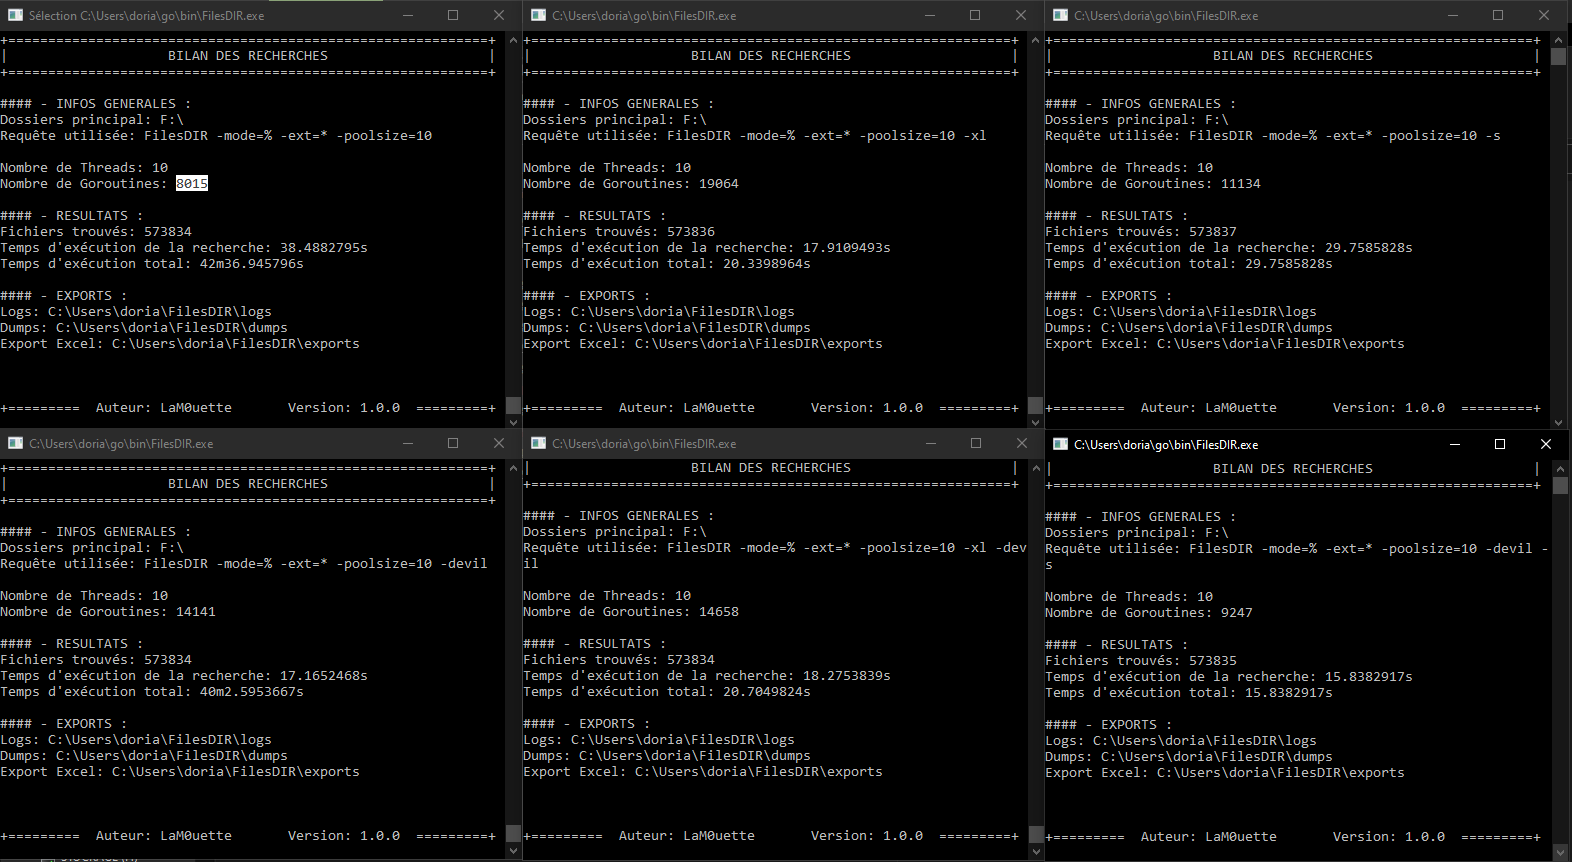 Sélection C:\Users\doria\go\bin\FilesDIR.exe
+============================================================+
| BILAN DES RECHERCHES |
+============================================================+
#### - INFOS GENERALES :
Dossiers principal: F:\
Requête utilisée: FilesDIR -mode=% -ext=* -poolsize=10
Nombre de Threads: 10
Nombre de Goroutines: 8015
#### - RESULTATS :
Fichiers trouvés: 573834
Temps d'exécution de la recherche: 38.4882795s
Temps d'exécution total: 42m36.945796s
#### - EXPORTS :
Logs: C:\Users\doria\FilesDIR\logs
Dumps: C:\Users\doria\FilesDIR\dumps
Export Excel: C:\Users\doria\FilesDIR\exports
+========= Auteur: LaM0uette Version: 1.0.0 =========+
C:\Users\doria\go\bin\FilesDIR.exe
+============================================================+
| BILAN DES RECHERCHES |
+============================================================+
#### - INFOS GENERALES :
Dossiers principal: F:\
Requête utilisée: FilesDIR -mode=% -ext=* -poolsize=10 -xl
Nombre de Threads: 10
Nombre de Goroutines: 19064
#### - RESULTATS :
Fichiers trouvés: 573836
Temps d'exécution de la recherche: 17.9109493s
Temps d'exécution total: 20.3398964s
#### - EXPORTS :
Logs: C:\Users\doria\FilesDIR\logs
Dumps: C:\Users\doria\FilesDIR\dumps
Export Excel: C:\Users\doria\FilesDIR\exports
+========= Auteur: LaM0uette Version: 1.0.0 =========+
C:\Users\doria\go\bin\FilesDIR.exe
+============================================================+
| BILAN DES RECHERCHES |
+============================================================+
#### - INFOS GENERALES :
Dossiers principal: F:\
Requête utilisée: FilesDIR -mode=% -ext=* -poolsize=10 -s
Nombre de Threads: 10
Nombre de Goroutines: 11134
#### - RESULTATS :
Fichiers trouvés: 573837
Temps d'exécution de la recherche: 29.7585828s
Temps d'exécution total: 29.7585828s
#### - EXPORTS :
Logs: C:\Users\doria\FilesDIR\logs
Dumps: C:\Users\doria\FilesDIR\dumps
Export Excel: C:\Users\doria\FilesDIR\exports
+========= Auteur: LaM0uette Version: 1.0.0 =========+
C:\Users\doria\go\bin\FilesDIR.exe
+============================================================+
| BILAN DES RECHERCHES |
+============================================================+
#### - INFOS GENERALES :
Dossiers principal: F:\
Requête utilisée: FilesDIR -mode=% -ext=* -poolsize=10 -devil
Nombre de Threads: 10
Nombre de Goroutines: 14141
#### - RESULTATS :
Fichiers trouvés: 573834
Temps d'exécution de la recherche: 17.1652468s
Temps d'exécution total: 40m2.5953667s
#### - EXPORTS :
Logs: C:\Users\doria\FilesDIR\logs
Dumps: C:\Users\doria\FilesDIR\dumps
Export Excel: C:\Users\doria\FilesDIR\exports
+========= Auteur: LaM0uette Version: 1.0.0 =========+
C:\Users\doria\go\bin\FilesDIR.exe
| BILAN DES RECHERCHES |
+============================================================+
#### - INFOS GENERALES :
Dossiers principal: F:\
Requête utilisée: FilesDIR -mode=% -ext=* -poolsize=10 -xl -dev
il
Nombre de Threads: 10
Nombre de Goroutines: 14658
#### - RESULTATS :
Fichiers trouvés: 573834
Temps d'exécution de la recherche: 18.2753839s
Temps d'exécution total: 20.7049824s
#### - EXPORTS :
Logs: C:\Users\doria\FilesDIR\logs
Dumps: C:\Users\doria\FilesDIR\dumps
Export Excel: C:\Users\doria\FilesDIR\exports
+========= Auteur: LaM0uette Version: 1.0.0 =========+
C:\Users\doria\go\bin\FilesDIR.exe
| BILAN DES RECHERCHES |
+============================================================+
#### - INFOS GENERALES :
Dossiers principal: F:\
Requête utilisée: FilesDIR -mode=% -ext=* -poolsize=10 -devil -
s
Nombre de Threads: 10
Nombre de Goroutines: 9247
#### - RESULTATS :
Fichiers trouvés: 573835
Temps d'exécution de la recherche: 15.8382917s
Temps d'exécution total: 15.8382917s
#### - EXPORTS :
Logs: C:\Users\doria\FilesDIR\logs
Dumps: C:\Users\doria\FilesDIR\dumps
Export Excel: C:\Users\doria\FilesDIR\exports
+========= Auteur: LaM0uette Version: 1.0.0 =========+